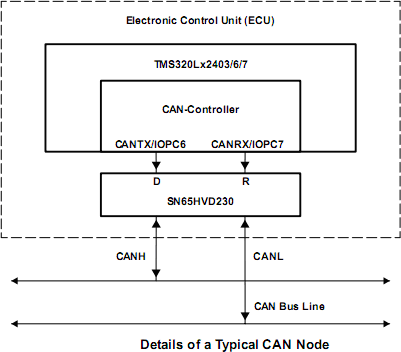 Electronic Control Unit (ECU)
TMS320Lx2403/6/7
CAN-Controller
CANTX/IOPC6 CANRX/IOPC7
D R
SN65HVD230
CANH CANL
CAN Bus Line
Details of a Typical CAN Node